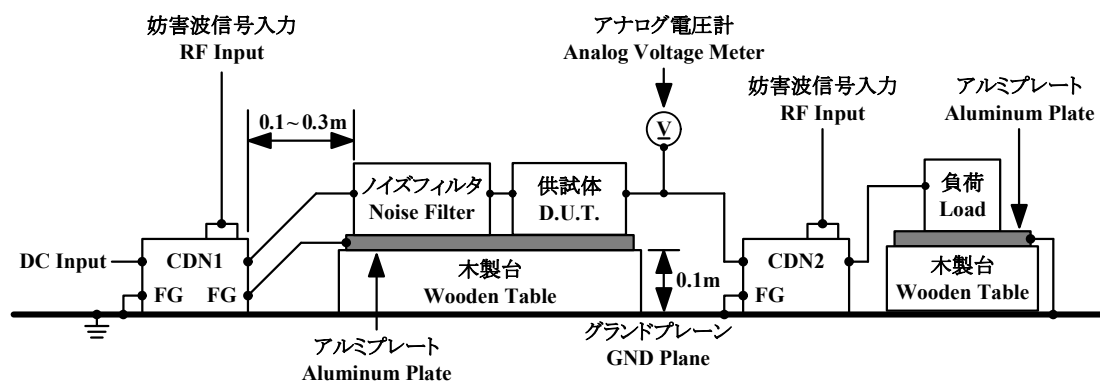 妨害波信号入力
RF Input
アナログ電圧計
Analog Voltage Meter
妨害波信号入力
RF Input
アルミプレート
Aluminum Plate
0.1~0.3m
V
ノイズフィルタ
Noise Filter
供試体
D.U.T.
負荷
Load
DC Input
CDN1
FG
FG
木製台
Wooden Table
0.1m
CDN2
FG
木製台
Wooden Table
アルミプレート
Aluminum Plate
グランドプレーン
GND Plane